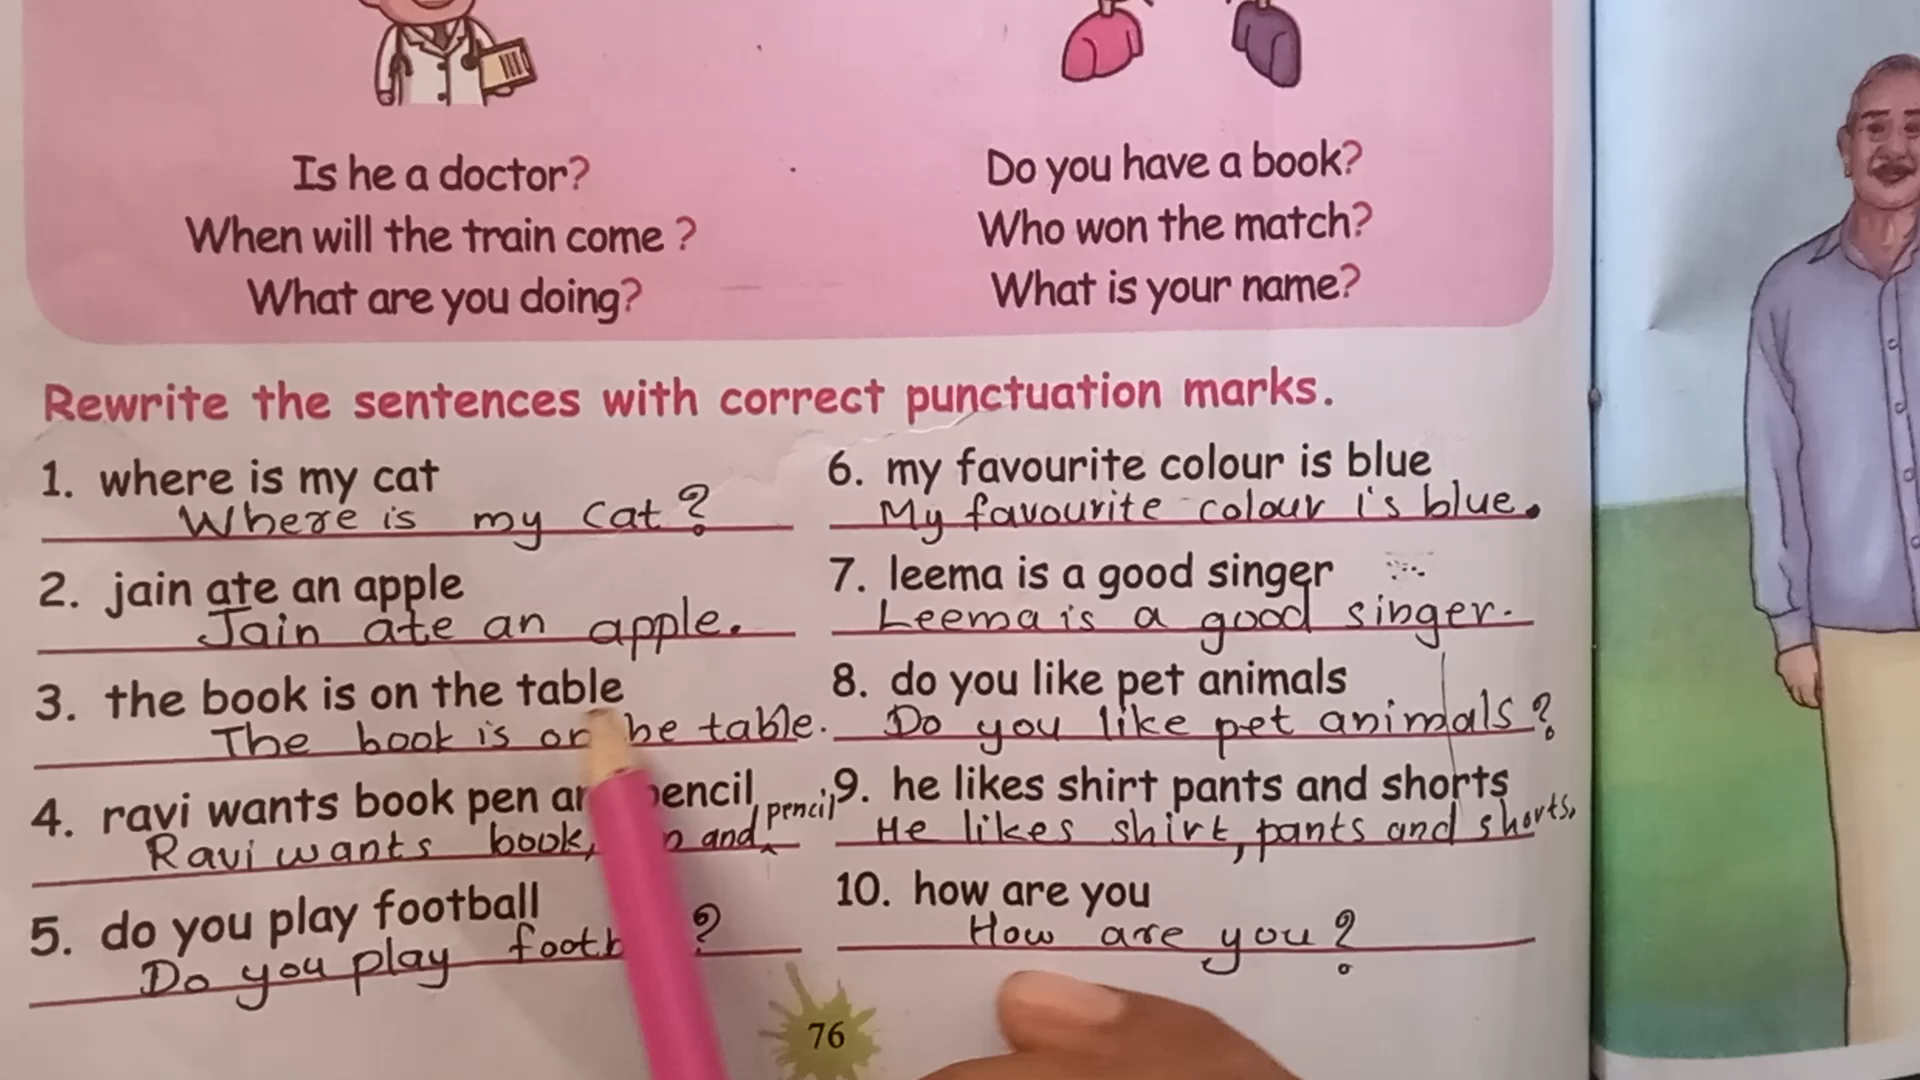 Is he a doctor?
When will the train come ?
What are you doing?
Do you have a book?
Who won the match?
What is your name?
Rewrite the sentences with correct punctuation marks.
1. where is my cat
Where is my cat?
2. jain ate an apple
Jain ate an apple.
3. the book is on the table
The book is on he table.
4. ravi wants book pen an encil
Ravi wants book, and pencil
5. do you play football
Do you play footb ?
6. my favourite colour is blue
My favourite colour is blue.
7. leema is a good singer
Leema is a good singer.
8. do you like pet animals
Do you like pet animals?
9. he likes shirt pants and shorts
He likes shirt, pants and shorts.
10. how are you
How are you?
76